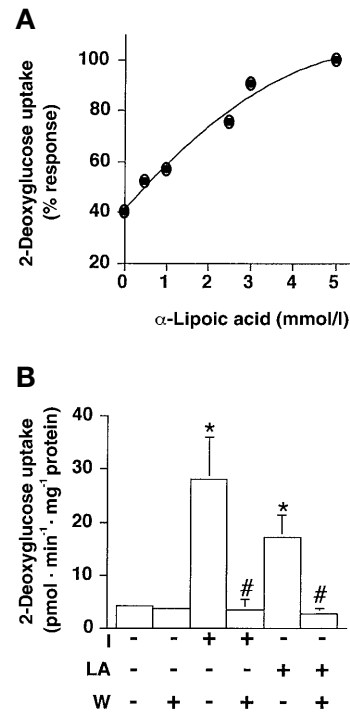 A
2-Deoxyglucose uptake
(% response)
100
80
60
40
20
0 1 2 3 4 5
α-Lipoic acid (mmol/l)
B
2-Deoxyglucose uptake
(pmol · min⁻¹ · mg⁻¹ protein)
40
30
20
10
0
* # * #
I - - + + - -
LA - - - - + +
W - + - + - +